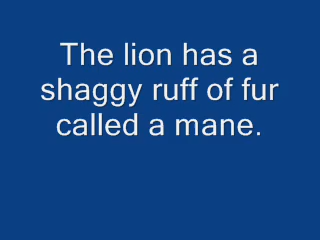 The lion has a
shaggy ruff of fur
called a mane.